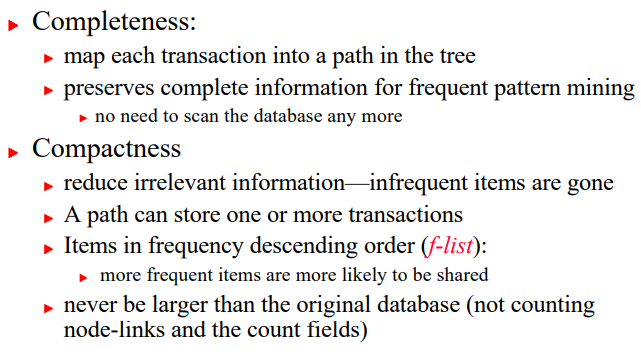 Completeness:
map each transaction into a path in the tree
preserves complete information for frequent pattern mining
no need to scan the database any more
Compactness
reduce irrelevant information—infrequent items are gone
A path can store one or more transactions
Items in frequency descending order (f-list):
more frequent items are more likely to be shared
never be larger than the original database (not counting
node-links and the count fields)